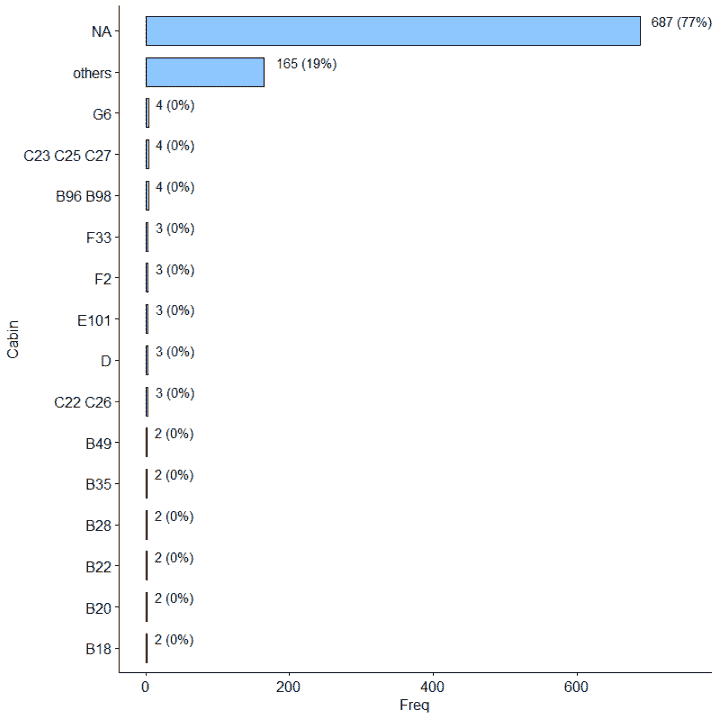 NA 687 (77%)
others 165 (19%)
G6 4 (0%)
C23 C25 C27 4 (0%)
B96 B98 4 (0%)
F33 3 (0%)
F2 3 (0%)
E101 3 (0%)
D 3 (0%)
C22 C26 3 (0%)
B49 2 (0%)
B35 2 (0%)
B28 2 (0%)
B22 2 (0%)
B20 2 (0%)
B18 2 (0%)
Cabin
0 200 400 600
Freq